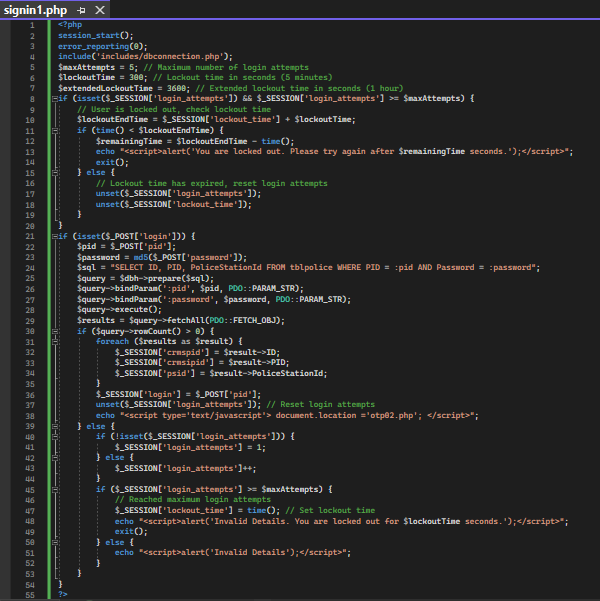 signin1.php
1 <?php
2 session_start();
3 error_reporting(0);
4 include('includes/dbconnection.php');
5 $maxAttempts = 5; // Maximum number of login attempts
6 $lockoutTime = 300; // Lockout time in seconds (5 minutes)
7 $extendedLockoutTime = 3600; // Extended lockout time in seconds (1 hour)
8 if (isset($_SESSION['login_attempts']) && $_SESSION['login_attempts'] >= $maxAttempts) {
9 // User is locked out, check lockout time
10 $lockoutEndTime = $_SESSION['lockout_time'] + $lockoutTime;
11 if (time() < $lockoutEndTime) {
12 $remainingTime = $lockoutEndTime - time();
13 echo "<script>alert('You are locked out. Please try again after $remainingTime seconds.');</script>";
14 exit();
15 } else {
16 // Lockout time has expired, reset login attempts
17 unset($_SESSION['login_attempts']);
18 unset($_SESSION['lockout_time']);
19 }
20 }
21 if (isset($_POST['login'])) {
22 $pid = $_POST['pid'];
23 $password = md5($_POST['password']);
24 $sql = "SELECT ID, PID, PoliceStationId FROM tblpolice WHERE PID = :pid AND Password = :password";
25 $query = $dbh->prepare($sql);
26 $query->bindParam(':pid', $pid, PDO::PARAM_STR);
27 $query->bindParam(':password', $password, PDO::PARAM_STR);
28 $query->execute();
29 $results = $query->fetchAll(PDO::FETCH_OBJ);
30 if ($query->rowCount() > 0) {
31 foreach ($results as $result) {
32 $_SESSION['crmspid'] = $result->ID;
33 $_SESSION['crmsipid'] = $result->PID;
34 $_SESSION['psid'] = $result->PoliceStationId;
35 }
36 $_SESSION['login'] = $_POST['pid'];
37 unset($_SESSION['login_attempts']); // Reset login attempts
38 echo "<script type='text/javascript'> document.location ='otp02.php'; </script>";
39 } else {
40 if (!isset($_SESSION['login_attempts'])) {
41 $_SESSION['login_attempts'] = 1;
42 } else {
43 $_SESSION['login_attempts']++;
44 }
45 if ($_SESSION['login_attempts'] >= $maxAttempts) {
46 // Reached maximum login attempts
47 $_SESSION['lockout_time'] = time(); // Set lockout time
48 echo "<script>alert('Invalid Details. You are locked out for $lockoutTime seconds.');</script>";
49 exit();
50 } else {
51 echo "<script>alert('Invalid Details');</script>";
52 }
53 }
54 }
55 ?>